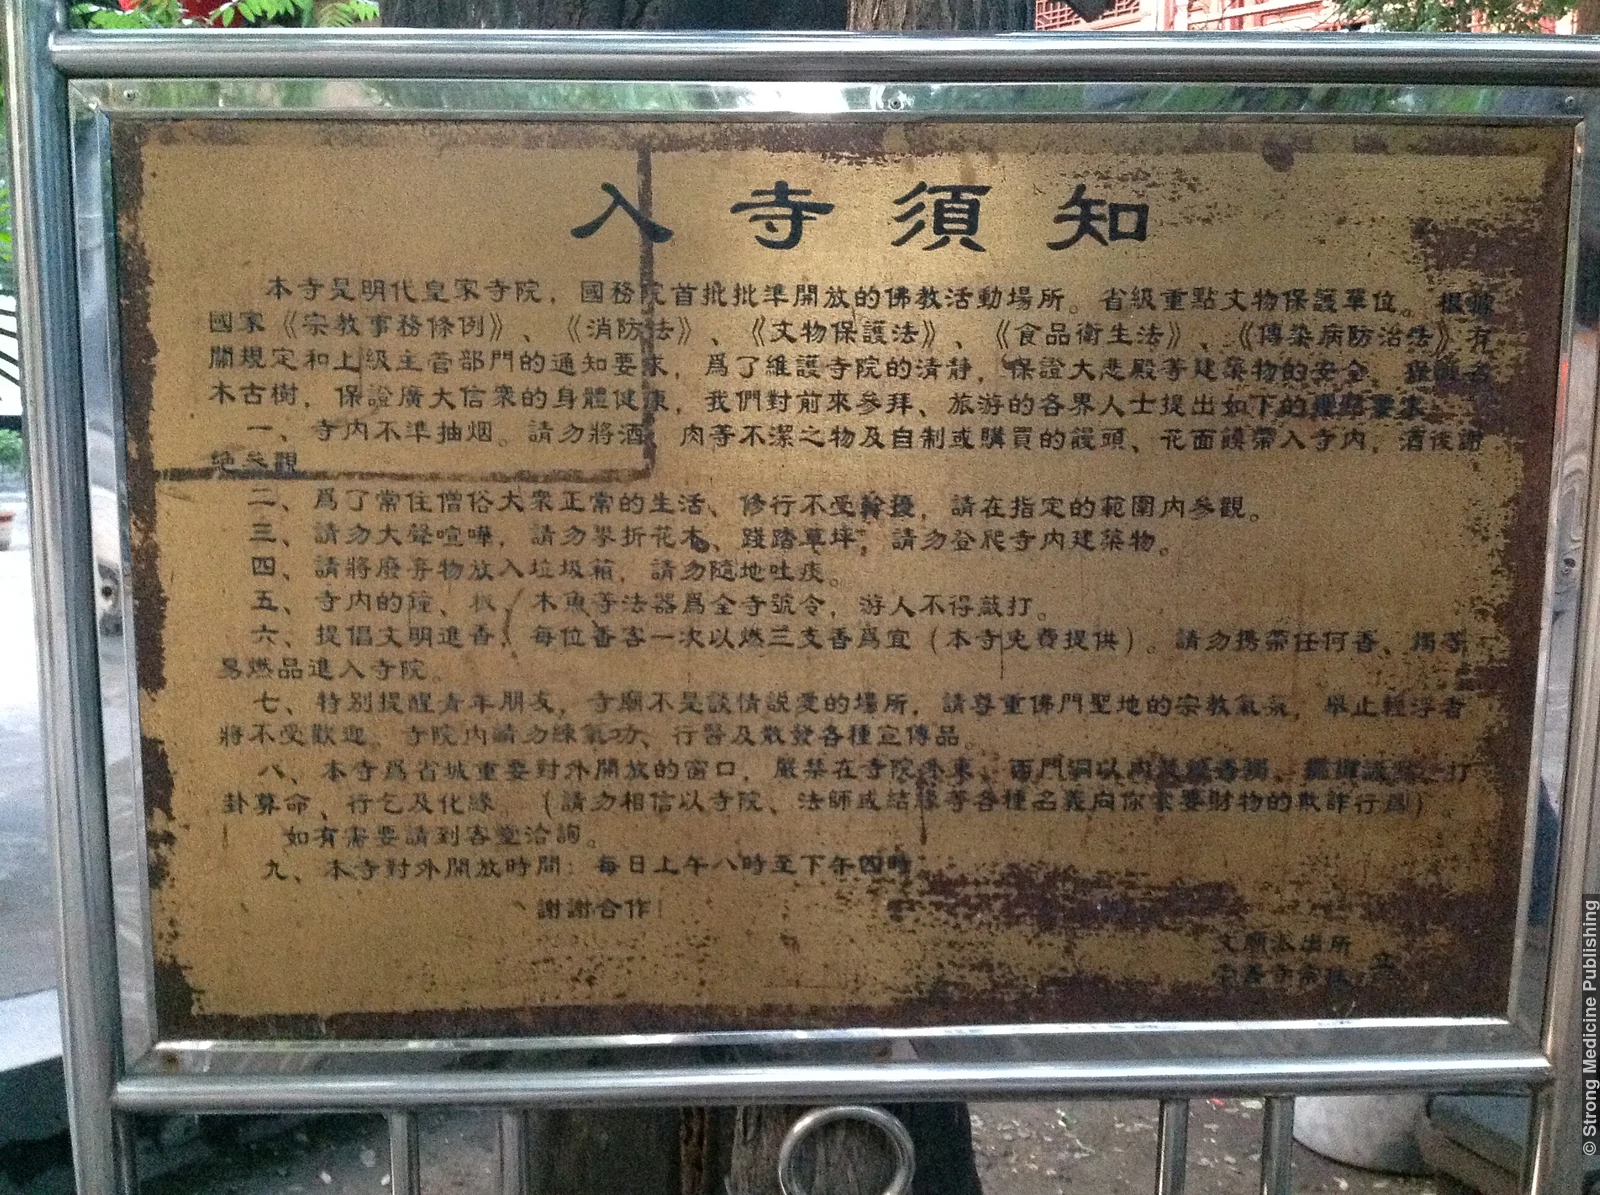 入寺須知
本寺是明代皇家寺院，國務院首批批準開放的佛教活動場所。省級重點文物保護單位。根據
國家《宗教事務條例》、《消防法》、《文物保護法》、《食品衛生法》、《傳染病防治法》有
關規定和上級主管部門的通知要求，爲了維護寺院的清静，保證大悲殿等建築物的安全，
木古樹，保證廣大信衆的身體健康，我們對前來參拜、旅游的各界人士提出如下的
一、寺内不準抽烟。請勿將酒、肉等不潔之物及自制或購買的饅頭、花面饃帶入寺内，酒後謝
絶參觀
二、爲了常住僧俗大衆正常的生活、修行不受幹擾，請在指定的範圍内參觀。
三、請勿大聲喧嘩，請勿攀折花木、踐踏草坪，請勿登爬寺内建築物。
四、請將廢弃物放入垃圾箱，請勿隨地吐痰。
五、寺内的鐘、板、木魚等法器爲全寺號令，游人不得敲打。
六、提倡文明進香，每位香客一次以燃三支香爲宜（本寺免費提供）。請勿携帶任何香、燭等
易燃品進入寺院。
七、特别提醒青年朋友，寺廟不是談情説愛的場所，請尊重佛門聖地的宗教氣氛，舉止輕浮者
將不受歡迎。寺院内請勿練氣功、行醫及散發各種宣傳品。
八、本寺爲省城重要對外開放的窗口，嚴禁在寺院外東、西門洞以内 香燭、擺攤設點、打
卦算命、行乞及化緣。（請勿相信以寺院、法師或結緣等各種名義向你索要財物的欺詐行爲）。
如有需要請到客堂洽詢。
九、本寺對外開放時間：每日上午八時至下午四時
謝謝合作！
文廟派出所
崇善寺